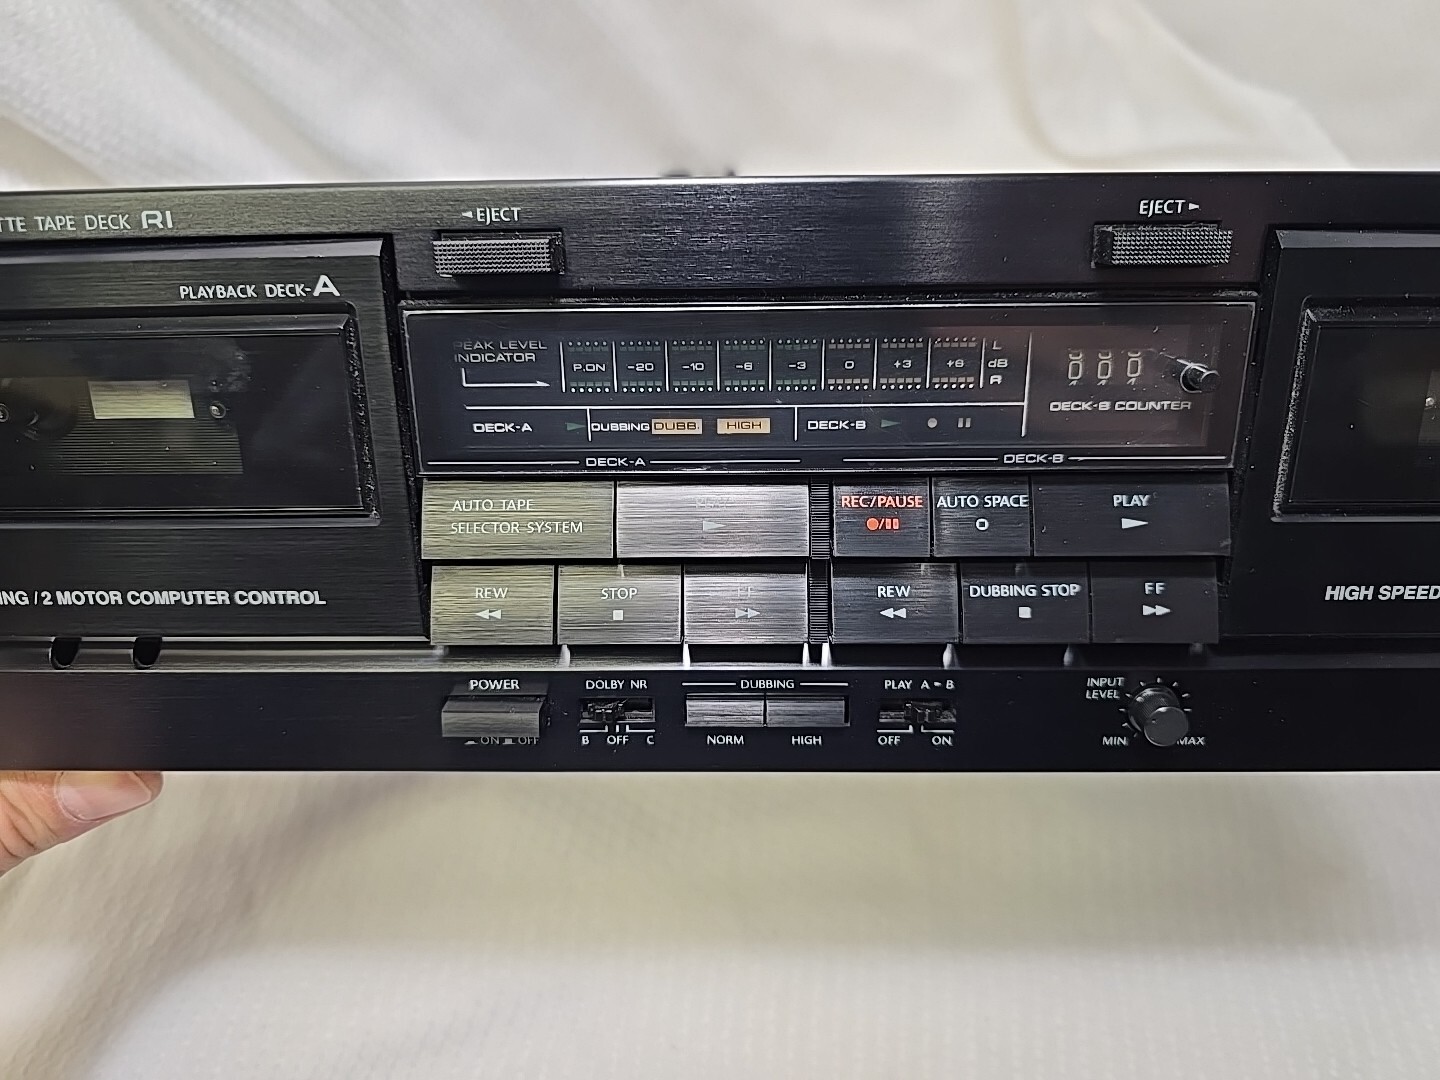 TTE TAPE DECK RI
◄ EJECT
EJECT ►
PLAYBACK DECK-A
PEAK LEVEL
INDICATOR
P.ON -20 -10 -6 -3 0 +3 +6
L
dB
R
000
DECK-B COUNTER
DECK-A DUBBING DUBB. HIGH DECK-B
DECK-A
DECK-B
AUTO TAPE
SELECTOR SYSTEM
REC/PAUSE
AUTO SPACE
PLAY
REW
STOP
FF
REW
DUBBING STOP
FF
ING / 2 MOTOR COMPUTER CONTROL
HIGH SPEED
POWER
ON OFF
DOLBY NR
B OFF C
DUBBING
NORM HIGH
PLAY A - B
OFF ON
INPUT
LEVEL
MIN MAX